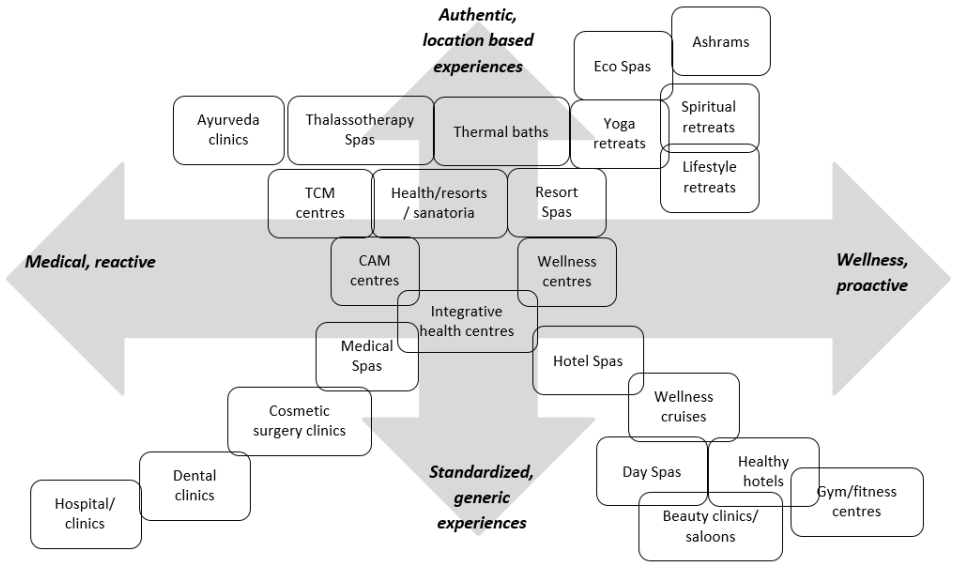 Authentic,
location based
experiences
Ashrams
Eco Spas
Ayurveda
clinics
Thalassotherapy
Spas
Thermal baths
Yoga
retreats
Spiritual
retreats
Lifestyle
retreats
TCM
centres
Health/resorts
/ sanatoria
Resort
Spas
Medical, reactive
CAM
centres
Wellness
centres
Wellness,
proactive
Integrative
health centres
Medical
Spas
Hotel Spas
Cosmetic
surgery clinics
Wellness
cruises
Dental
clinics
Standardized,
generic
experiences
Day Spas
Healthy
hotels
Hospital/
clinics
Gym/fitness
centres
Beauty clinics/
saloons